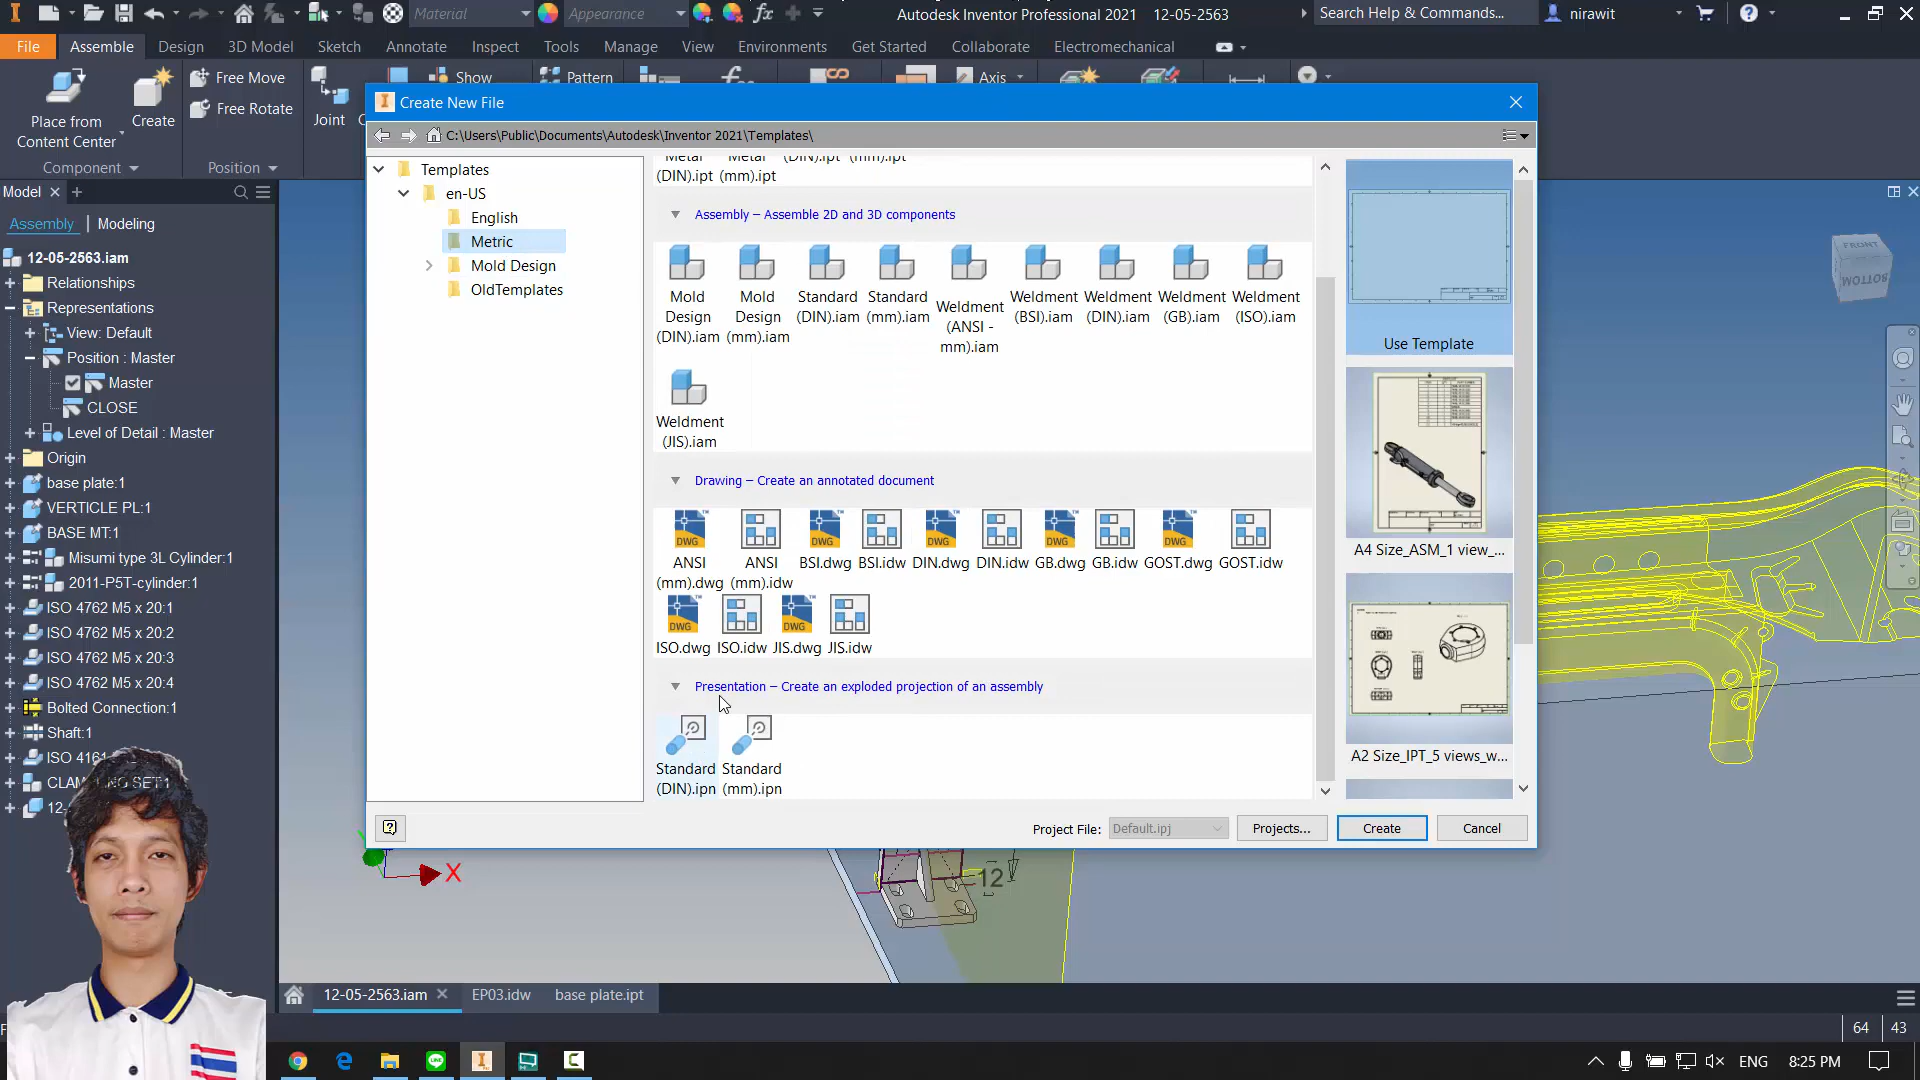 Material
Appearance
Autodesk Inventor Professional 2021 12-05-2563
Search Help & Commands...
nirawit
File
Assemble
Design
3D Model
Sketch
Annotate
Inspect
Tools
Manage
View
Environments
Get Started
Collaborate
Electromechanical
Place from
Content Center
Create
Free Move
Free Rotate
Joint
Show
Pattern
Axis
Component
Position
Create New File
C:\Users\Public\Documents\Autodesk\Inventor 2021\Templates\
Model
Assembly
Modeling
12-05-2563.iam
Relationships
Representations
View: Default
Position : Master
Master
CLOSE
Level of Detail : Master
Origin
base plate:1
VERTICLE PL:1
BASE MT:1
Misumi type 3L Cylinder:1
2011-P5T-cylinder:1
ISO 4762 M5 x 20:1
ISO 4762 M5 x 20:2
ISO 4762 M5 x 20:3
ISO 4762 M5 x 20:4
Bolted Connection:1
Shaft:1
ISO 4161
Templates
en-US
English
Metric
Mold Design
OldTemplates
Metal Metal (DIN).ipt (mm).ipt
(DIN).ipt (mm).ipt
Assembly – Assemble 2D and 3D components
Mold Design (DIN).iam
Mold Design (mm).iam
Standard (DIN).iam
Standard (mm).iam
Weldment (ANSI - mm).iam
Weldment (BSI).iam
Weldment (DIN).iam
Weldment (GB).iam
Weldment (ISO).iam
Weldment (JIS).iam
Drawing – Create an annotated document
ANSI (mm).dwg
ANSI (mm).idw
BSI.dwg
BSI.idw
DIN.dwg
DIN.idw
GB.dwg
GB.idw
GOST.dwg
GOST.idw
ISO.dwg
ISO.idw
JIS.dwg
JIS.idw
Presentation – Create an exploded projection of an assembly
Standard (DIN).ipn
Standard (mm).ipn
Use Template
A4 Size_ASM_1 view_...
A2 Size_IPT_5 views_w...
Project File:
Default.ipj
Projects...
Create
Cancel
FRONT
BOTTOM
X
12
12-05-2563.iam
EP03.idw
base plate.ipt
64
43
ENG
8:25 PM